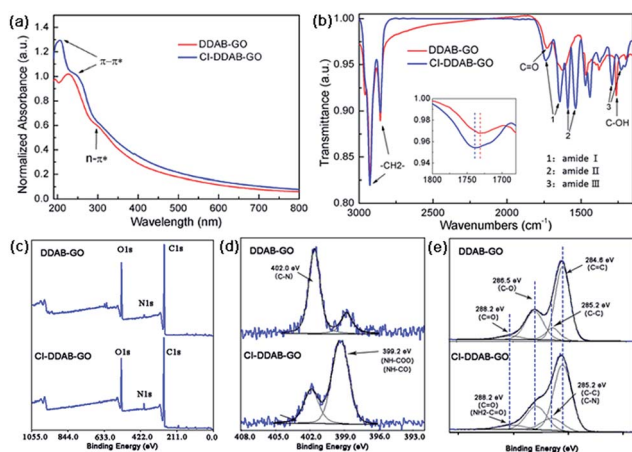 (a)
DDAB-GO
CI-DDAB-GO
π–π*
n-π*
Normalized Absorbance (a.u.)
1.4
1.2
1.0
0.8
0.6
0.4
0.2
0.0
200 300 400 500 600 700 800
Wavelength (nm)
(b)
DDAB-GO
CI-DDAB-GO
C=O
-CH2-
C-OH
1
2
3
1: amide I
2: amide II
3: amide III
1.00
0.98
0.96
0.94
1800 1700
Transmittance (a.u.)
1.00
0.95
0.90
0.85
0.80
3000 2500 2000 1500
Wavenumbers (cm-1)
(c)
DDAB-GO
O1s
C1s
N1s
CI-DDAB-GO
O1s
C1s
N1s
1055.0 844.0 633.0 422.0 211.0 0.0
Binding Energy (eV)
(d)
DDAB-GO
402.0 eV
(C-N)
CI-DDAB-GO
399.2 eV
(NH-COO)
(NH-CO)
408.0 405.0 402.0 399.0 396.0 393.0
Binding Energy (eV)
(e)
DDAB-GO
284.6 eV
(C=C)
286.5 eV
(C-O)
288.2 eV
(C=O)
285.2 eV
(C-C)
CI-DDAB-GO
288.2 eV
(C=O)
(NH2-C=O)
285.2 eV
(C-C)
(C-N)
Binding Energy (eV)